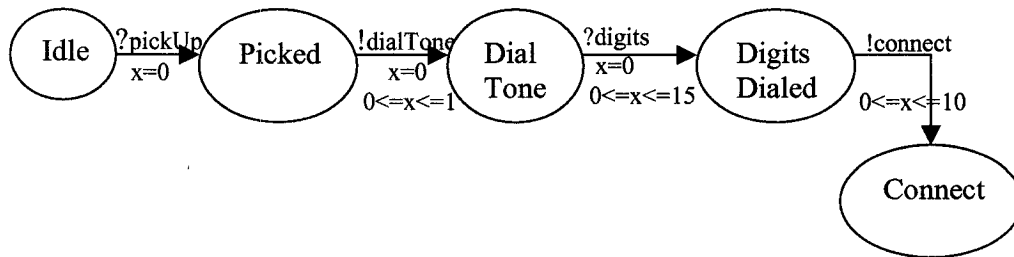 Idle
?pickUp
x=0
Picked
!dialTone
x=0
0<=x<=1
Dial
Tone
?digits
x=0
0<=x<=15
Digits
Dialed
!connect
0<=x<=10
Connect